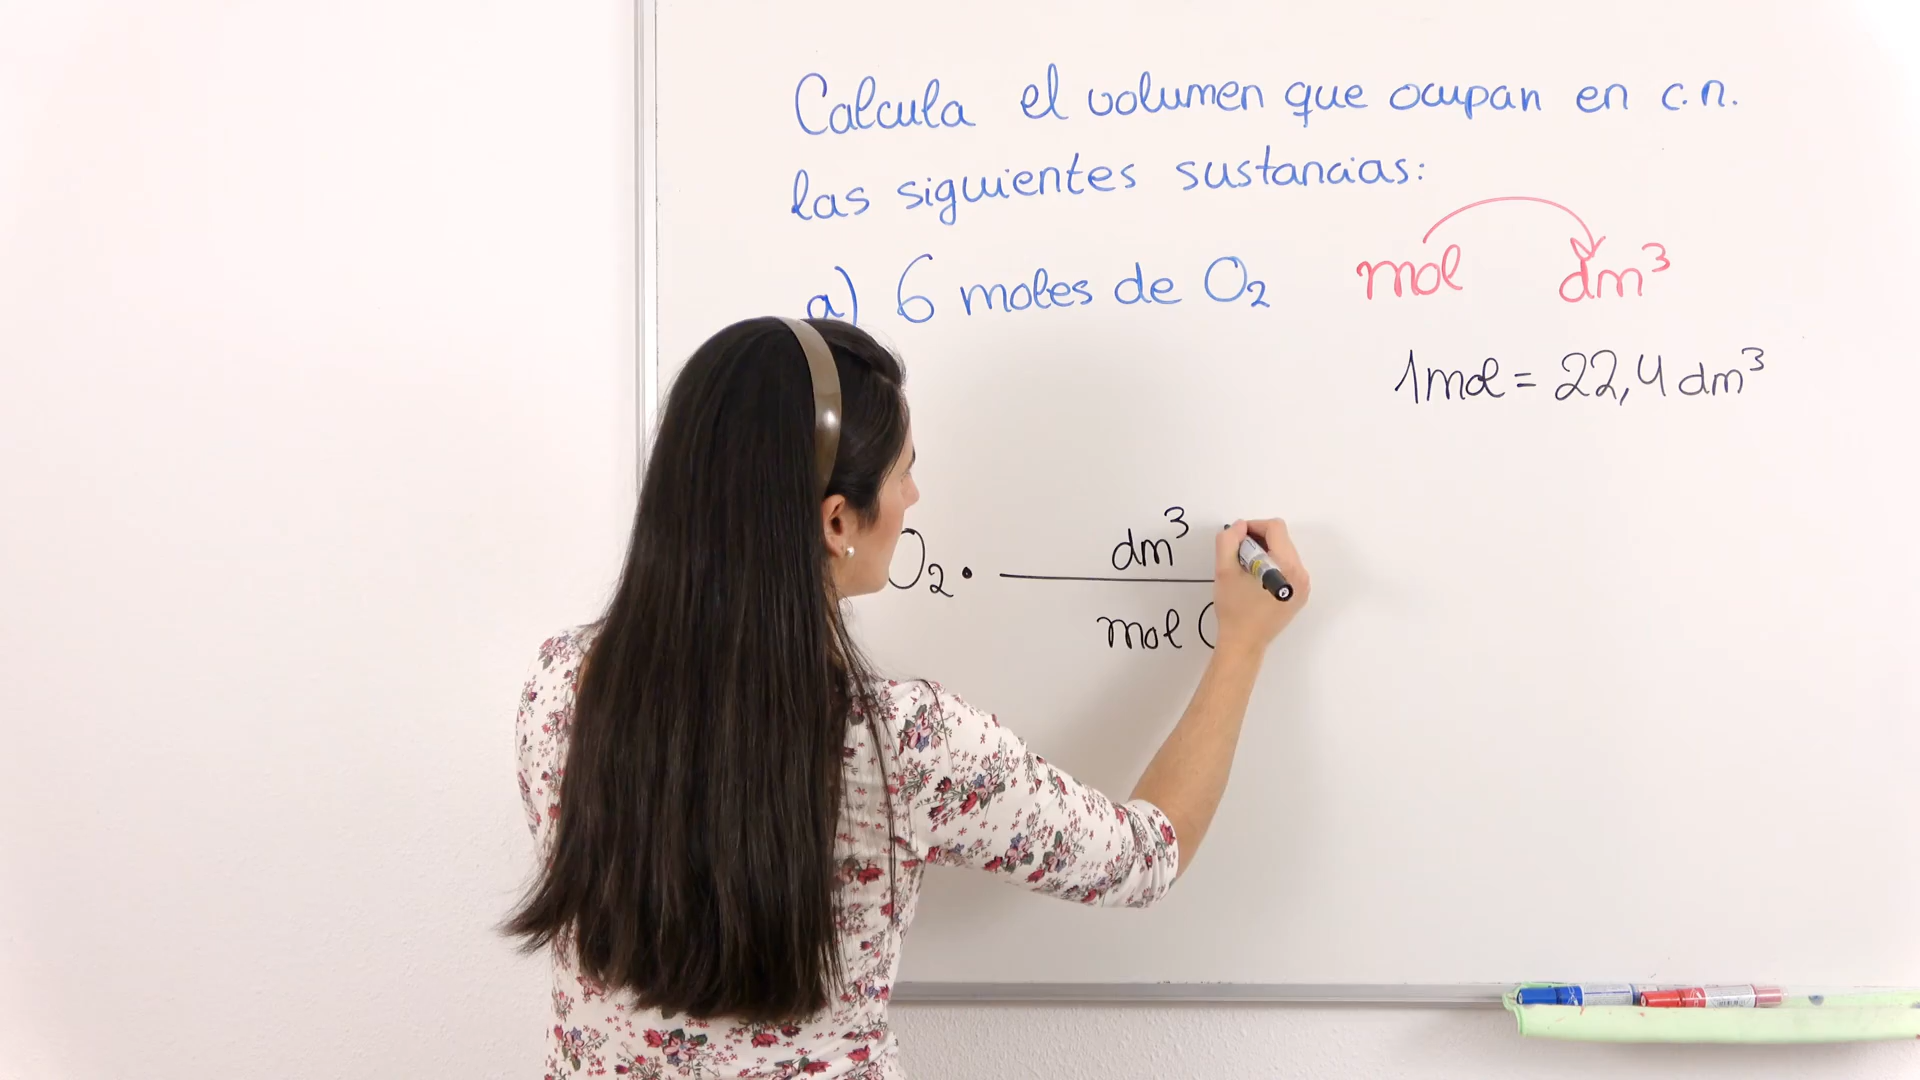 Calcula el volumen que ocupan en c.n.
las siguientes sustancias:
a) 6 moles de O₂ mol dm³
1 mol = 22,4 dm³
O₂ · dm³
mol